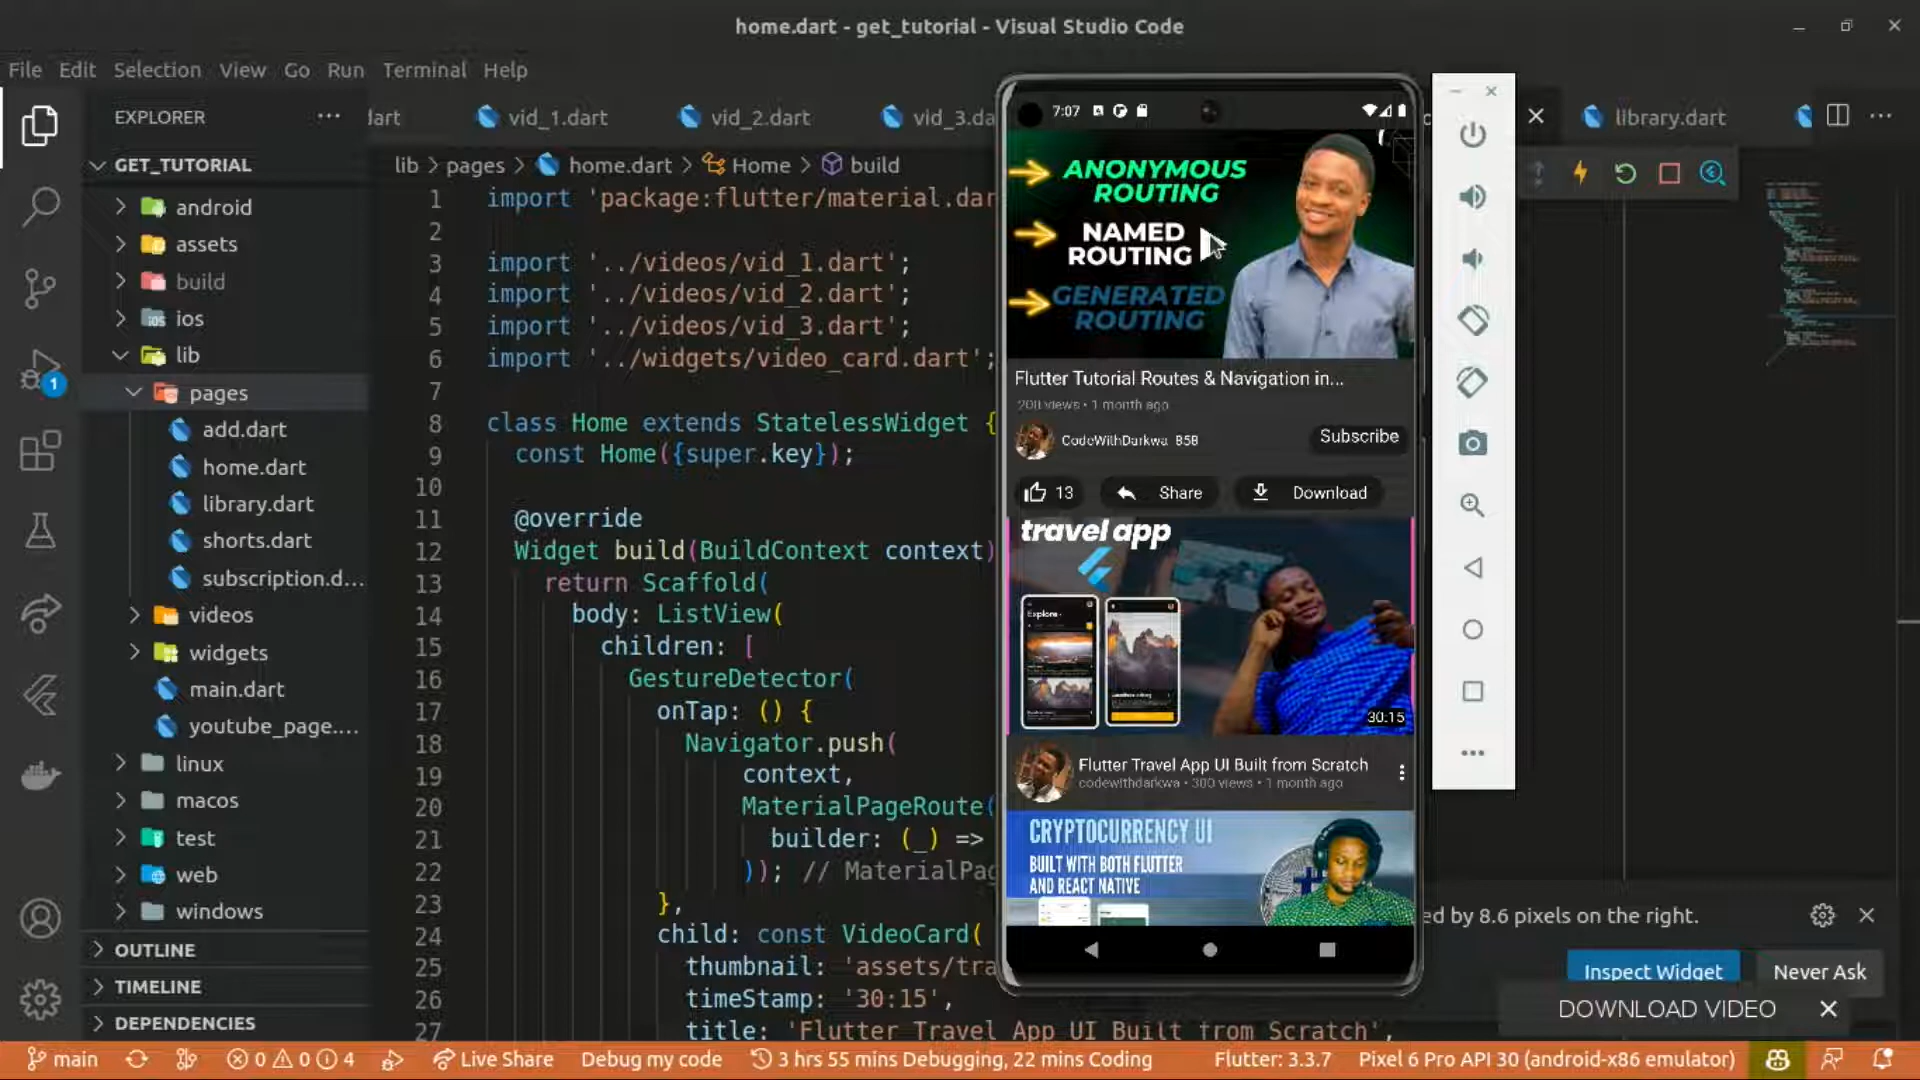 home.dart - get_tutorial - Visual Studio Code
File Edit Selection View Go Run Terminal Help
EXPLORER
GET_TUTORIAL
android
assets
build
ios
lib
pages
add.dart
home.dart
library.dart
shorts.dart
subscription.d...
videos
widgets
main.dart
youtube_page....
linux
macos
test
web
windows
OUTLINE
TIMELINE
DEPENDENCIES
dart vid_1.dart vid_2.dart vid_3.da library.dart
lib > pages > home.dart > Home > build
1 import 'package:flutter/material.dar
2
3 import '../videos/vid_1.dart';
4 import '../videos/vid_2.dart';
5 import '../videos/vid_3.dart';
6 import '../widgets/video_card.dart';
7
8 class Home extends StatelessWidget {
9 const Home({super.key});
10
11 @override
12 Widget build(BuildContext context)
13 return Scaffold(
14 body: ListView(
15 children: [
16 GestureDetector(
17 onTap: () {
18 Navigator.push(
19 context,
20 MaterialPageRoute(
21 builder: (_) =>
22 )); // MaterialPag
23 },
24 child: const VideoCard(
25 thumbnail: 'assets/tra
26 timeStamp: '30:15',
27 title: 'Flutter Travel App UI Built from Scratch',
7:07
ANONYMOUS
ROUTING
NAMED
ROUTING
GENERATED
ROUTING
Flutter Tutorial Routes & Navigation in...
200 views • 1 month ago
CodeWithDarkwa 858
Subscribe
13 Share Download
travel app
Explore
30:15
Flutter Travel App UI Built from Scratch
codewithdarkwa • 300 views • 1 month ago
CRYPTOCURRENCY UI
BUILT WITH BOTH FLUTTER
AND REACT NATIVE
ed by 8.6 pixels on the right.
Inspect Widget Never Ask
DOWNLOAD VIDEO
1
main 0 0 4 Live Share Debug my code 3 hrs 55 mins Debugging, 22 mins Coding Flutter: 3.3.7 Pixel 6 Pro API 30 (android-x86 emulator)